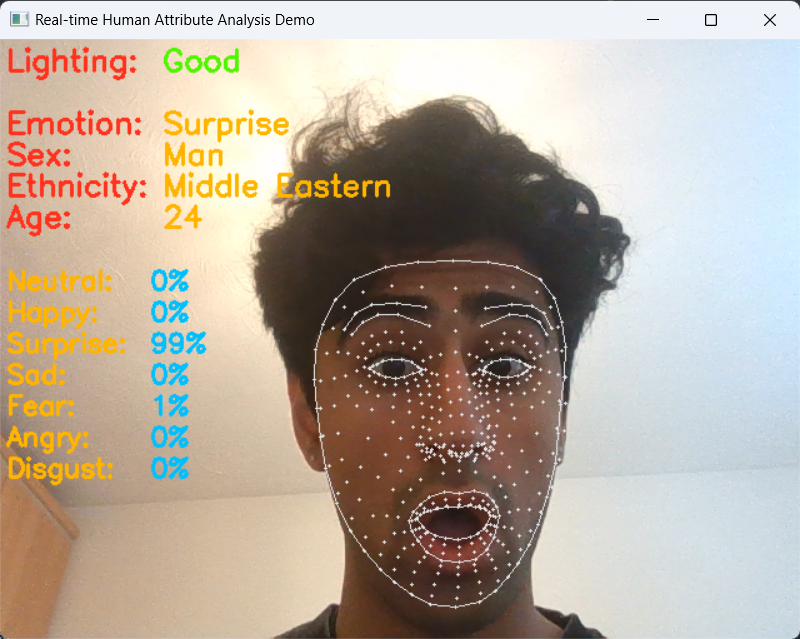 Real-time Human Attribute Analysis Demo
Lighting: Good
Emotion: Surprise
Sex: Man
Ethnicity: Middle Eastern
Age: 24
Neutral: 0%
Happy: 0%
Surprise: 99%
Sad: 0%
Fear: 1%
Angry: 0%
Disgust: 0%